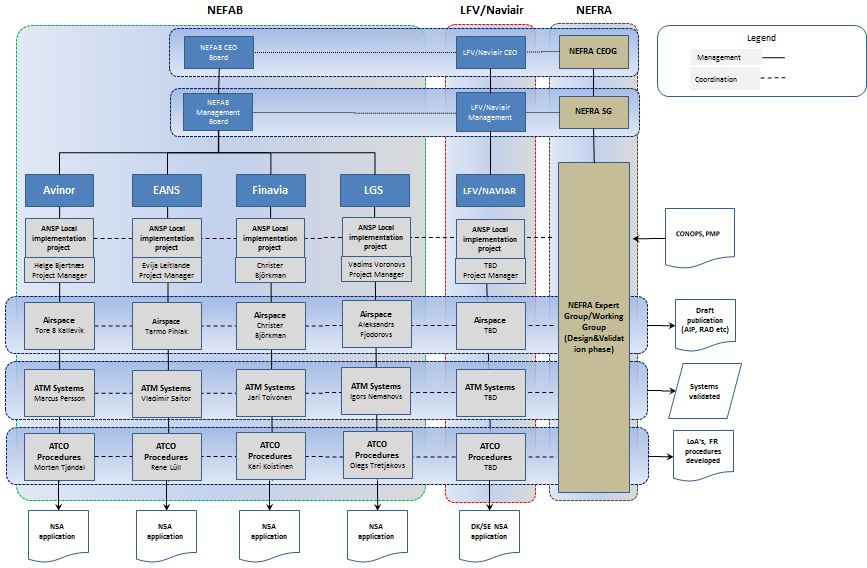 NEFAB
LFV/Naviair
NEFRA
Legend
Management
Coordination
NEFAB CEO
Board
LFV/Naviair CEO
NEFRA CEOG
NEFAB
Management
Board
LFV/Naviair
Management
NEFRA SG
Avinor
EANS
Finavia
LGS
LFV/NAVIAR
ANSP Local
implementation
project
Helge Bjertnæs
Project Manager
ANSP Local
implementation
project
Evija Leitlande
Project Manager
ANSP Local
implementation
project
Christer
Björkman
ANSP Local
implementation
project
Vadims Voronovs
Project Manager
ANSP Local
implementation
project
TBD
Project Manager
CONOPS, PMP
NEFRA Expert
Group/Working
Group
(Design&Validat
ion phase)
Airspace
Tore B Kallevik
Airspace
Tarmo Pihlak
Airspace
Christer
Björkman
Airspace
Aleksandrs
Fjodorovs
Airspace
TBD
Draft
publication
(AIP, RAD etc)
ATM Systems
Marcus Persson
ATM Systems
Vladimir Saitor
ATM Systems
Jari Toivonen
ATM Systems
Igors Nemahovs
ATM Systems
TBD
Systems
validated
ATCO
Procedures
Morten Tjøndal
ATCO
Procedures
Rene Lüli
ATCO
Procedures
Kari Koistinen
ATCO
Procedures
Olegs Tretjakovs
ATCO
Procedures
TBD
LoA's, FR
procedures
developed
NSA
application
NSA
application
NSA
application
NSA
application
DK/SE NSA
application